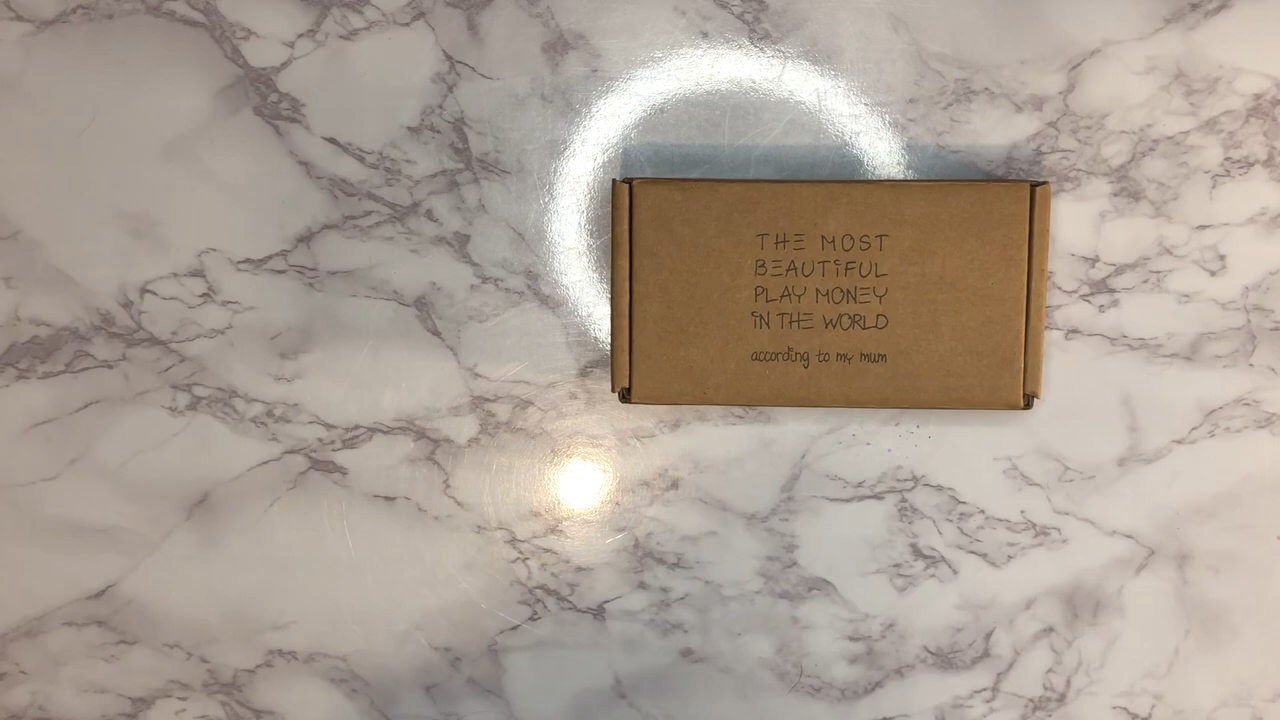 THE MOST
BEAUTIFUL
PLAY MONEY
IN THE WORLD
according to my mum